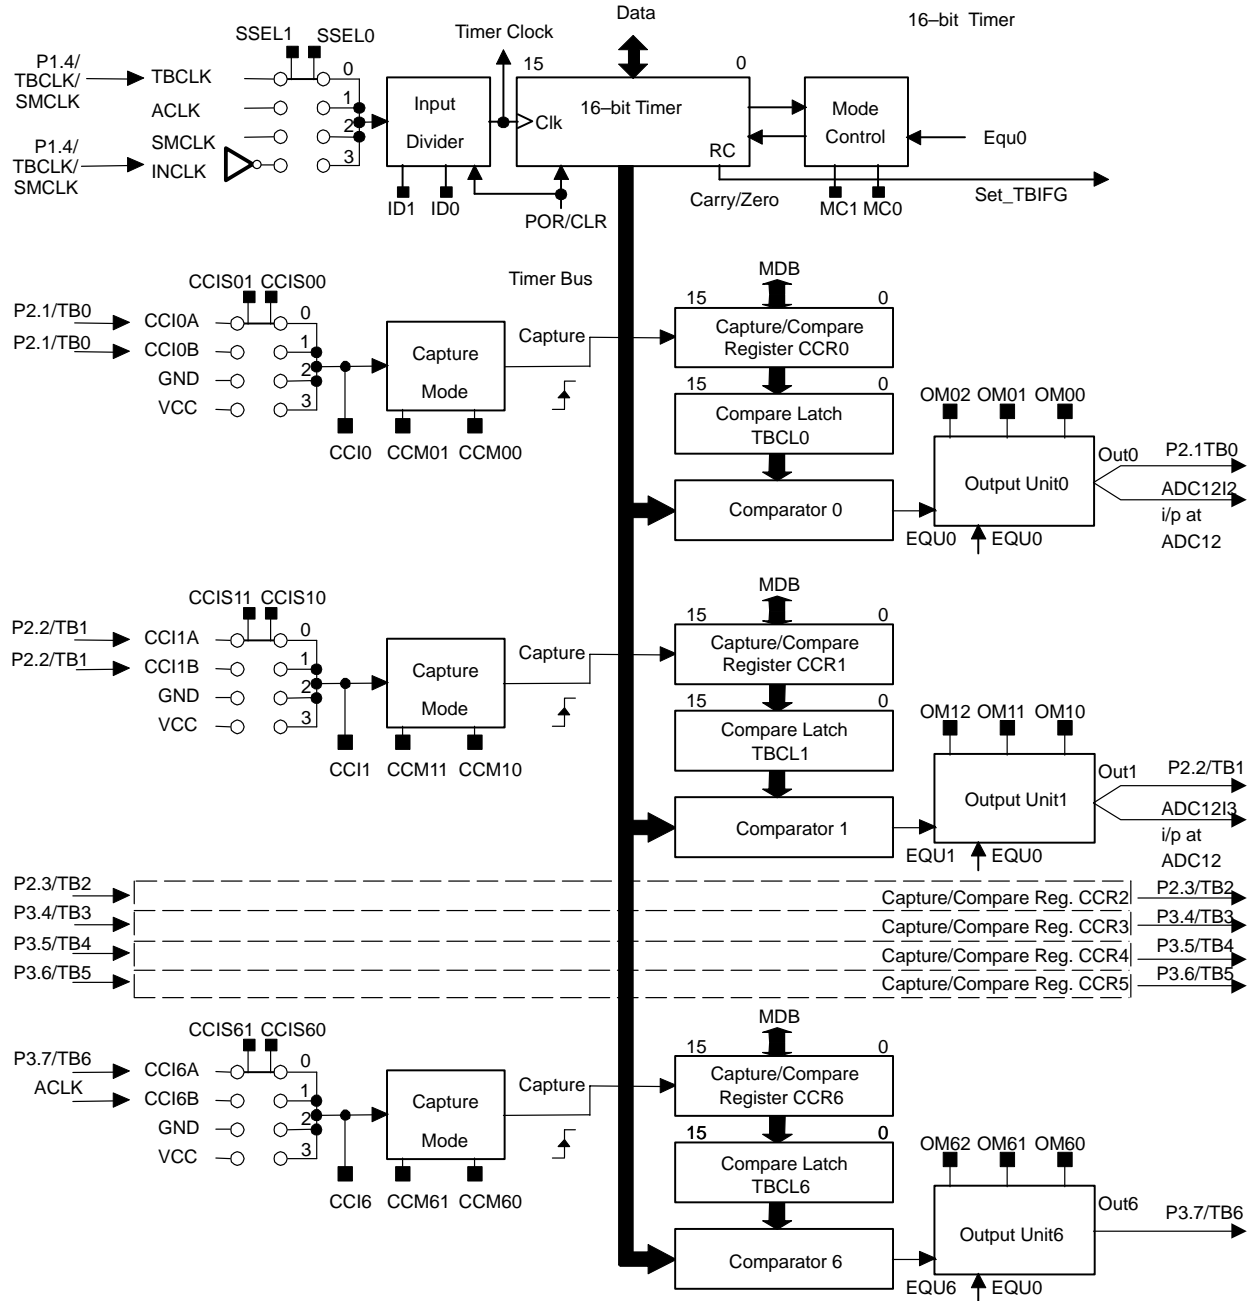 Data
16–bit Timer
Timer Clock
SSEL1 SSEL0
P1.4/
TBCLK/
SMCLK
TBCLK
ACLK
SMCLK
INCLK
0
1
2
3
P1.4/
TBCLK/
SMCLK
Input
Divider
ID1 ID0
15 0
16–bit Timer
Clk
RC
POR/CLR
Carry/Zero
Mode
Control
MC1 MC0
Equ0
Set_TBIFG
Timer Bus
CCIS01 CCIS00
P2.1/TB0
P2.1/TB0
CCI0A
CCI0B
GND
VCC
0
1
2
3
CCI0
Capture
Mode
CCM01 CCM00
Capture
MDB
15 0
Capture/Compare
Register CCR0
15 0
Compare Latch
TBCL0
Comparator 0
EQU0
OM02 OM01 OM00
Output Unit0
EQU0
Out0
P2.1TB0
ADC12I2
i/p at
ADC12
CCIS11 CCIS10
P2.2/TB1
P2.2/TB1
CCI1A
CCI1B
GND
VCC
0
1
2
3
CCI1
Capture
Mode
CCM11 CCM10
Capture
MDB
15 0
Capture/Compare
Register CCR1
15 0
Compare Latch
TBCL1
Comparator 1
EQU1
OM12 OM11 OM10
Output Unit1
EQU0
Out1
P2.2/TB1
ADC12I3
i/p at
ADC12
P2.3/TB2 Capture/Compare Reg. CCR2 P2.3/TB2
P3.4/TB3 Capture/Compare Reg. CCR3 P3.4/TB3
P3.5/TB4 Capture/Compare Reg. CCR4 P3.5/TB4
P3.6/TB5 Capture/Compare Reg. CCR5 P3.6/TB5
CCIS61 CCIS60
P3.7/TB6
ACLK
CCI6A
CCI6B
GND
VCC
0
1
2
3
CCI6
Capture
Mode
CCM61 CCM60
Capture
MDB
15 0
Capture/Compare
Register CCR6
15 0
Compare Latch
TBCL6
Comparator 6
EQU6
OM62 OM61 OM60
Output Unit6
EQU0
Out6
P3.7/TB6